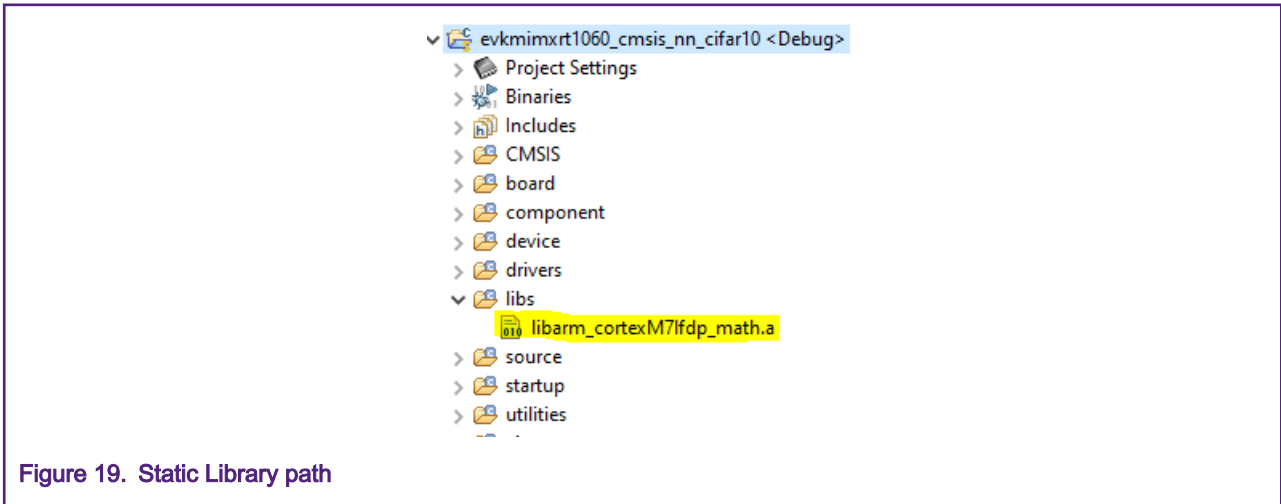 evkmimxrt1060_cmsis_nn_cifar10 <Debug>
Project Settings
Binaries
Includes
CMSIS
board
component
device
drivers
libs
libarm_cortexM7lfdp_math.a
source
startup
utilities
Figure 19. Static Library path